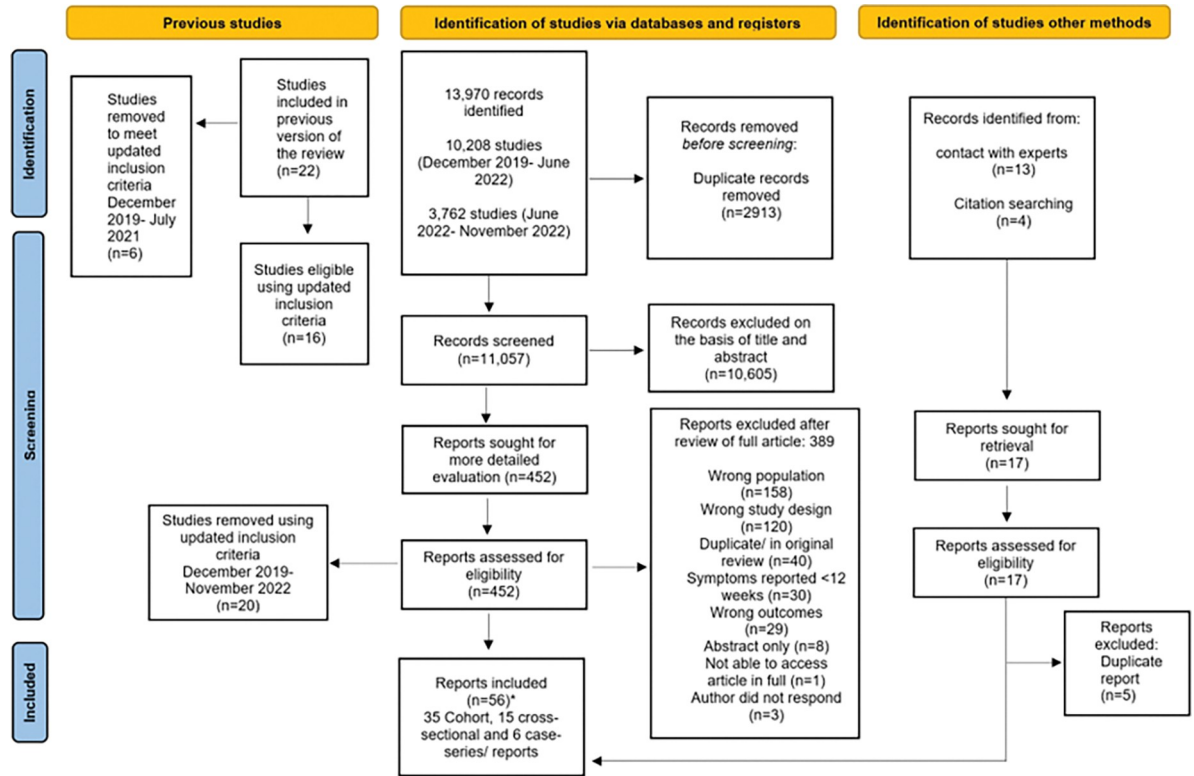 Previous studies
Identification of studies via databases and registers
Identification of studies other methods
Identification
Studies
removed
to meet
updated
inclusion
criteria
December
2019- July
2021
(n=6)
Studies
included in
previous
version of
the review
(n=22)
13,970 records
identified
10,208 studies
(December 2019- June
2022)
3,762 studies (June
2022- November 2022)
Records removed
before screening:
Duplicate records
removed
(n=2913)
Records identified from:
contact with experts
(n=13)
Citation searching
(n=4)
Screening
Studies eligible
using updated
inclusion
criteria
(n=16)
Records screened
(n=11,057)
Records excluded on
the basis of title and
abstract
(n=10,605)
Reports sought for
more detailed
evaluation (n=452)
Reports excluded after
review of full article: 389
Wrong population
(n=158)
Wrong study design
(n=120)
Duplicate/ in original
review (n=40)
Symptoms reported <12
weeks (n=30)
Wrong outcomes
(n=29)
Abstract only (n=8)
Not able to access
article in full (n=1)
Author did not respond
(n=3)
Reports sought for
retrieval
(n=17)
Studies removed using
updated inclusion
criteria
December 2019-
November 2022
(n=20)
Reports assessed for
eligibility
(n=452)
Reports assessed for
eligibility
(n=17)
Reports
excluded:
Duplicate
report
(n=5)
Included
Reports included
(n=56)*
35 Cohort, 15 cross-
sectional and 6 case-
series/ reports